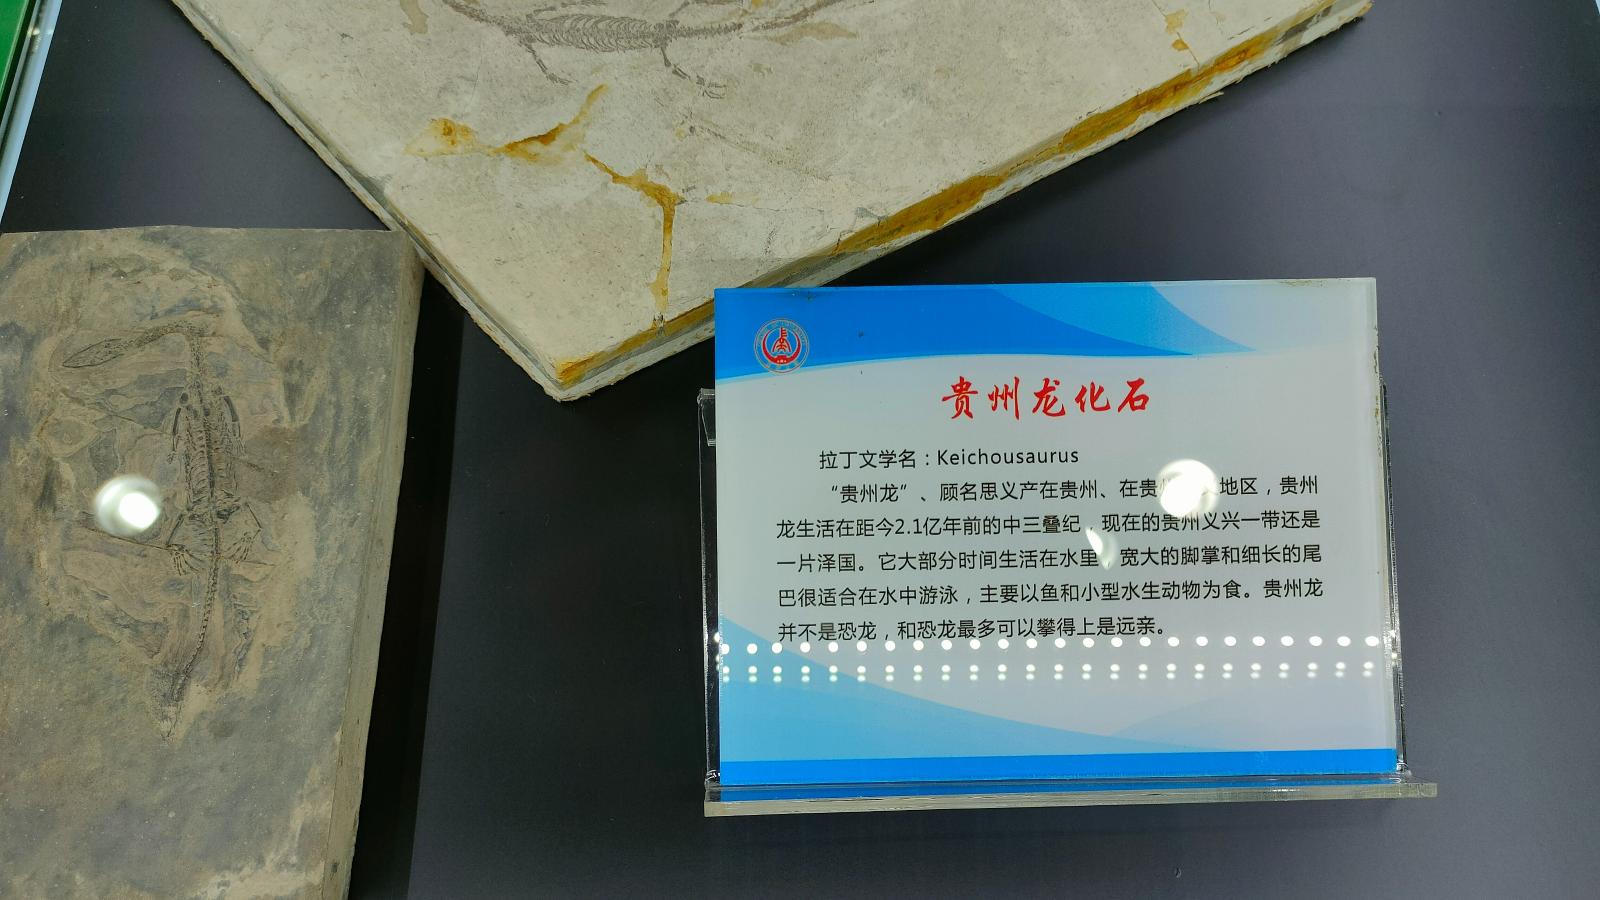 贵州龙化石
拉丁文学名：Keichousaurus
“贵州龙”、顾名思义产在贵州、在贵 地区，贵州
龙生活在距今2.1亿年前的中三叠纪，现在的贵州义兴一带还是
一片泽国。它大部分时间生活在水里，宽大的脚掌和细长的尾
巴很适合在水中游泳，主要以鱼和小型水生动物为食。贵州龙
并不是恐龙，和恐龙最多可以攀得上是远亲。